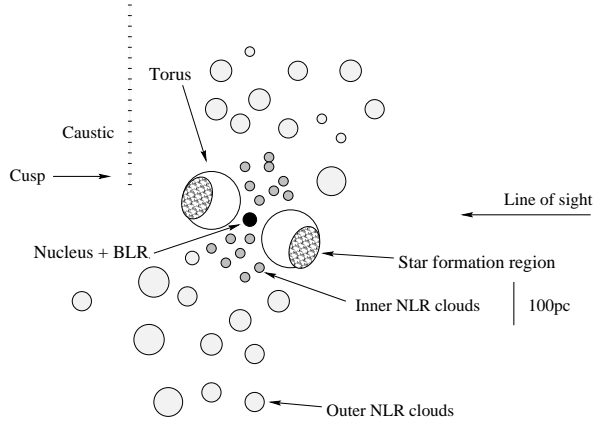 Torus
Caustic
Cusp
Line of sight
Nucleus + BLR
Star formation region
Inner NLR clouds
100pc
Outer NLR clouds